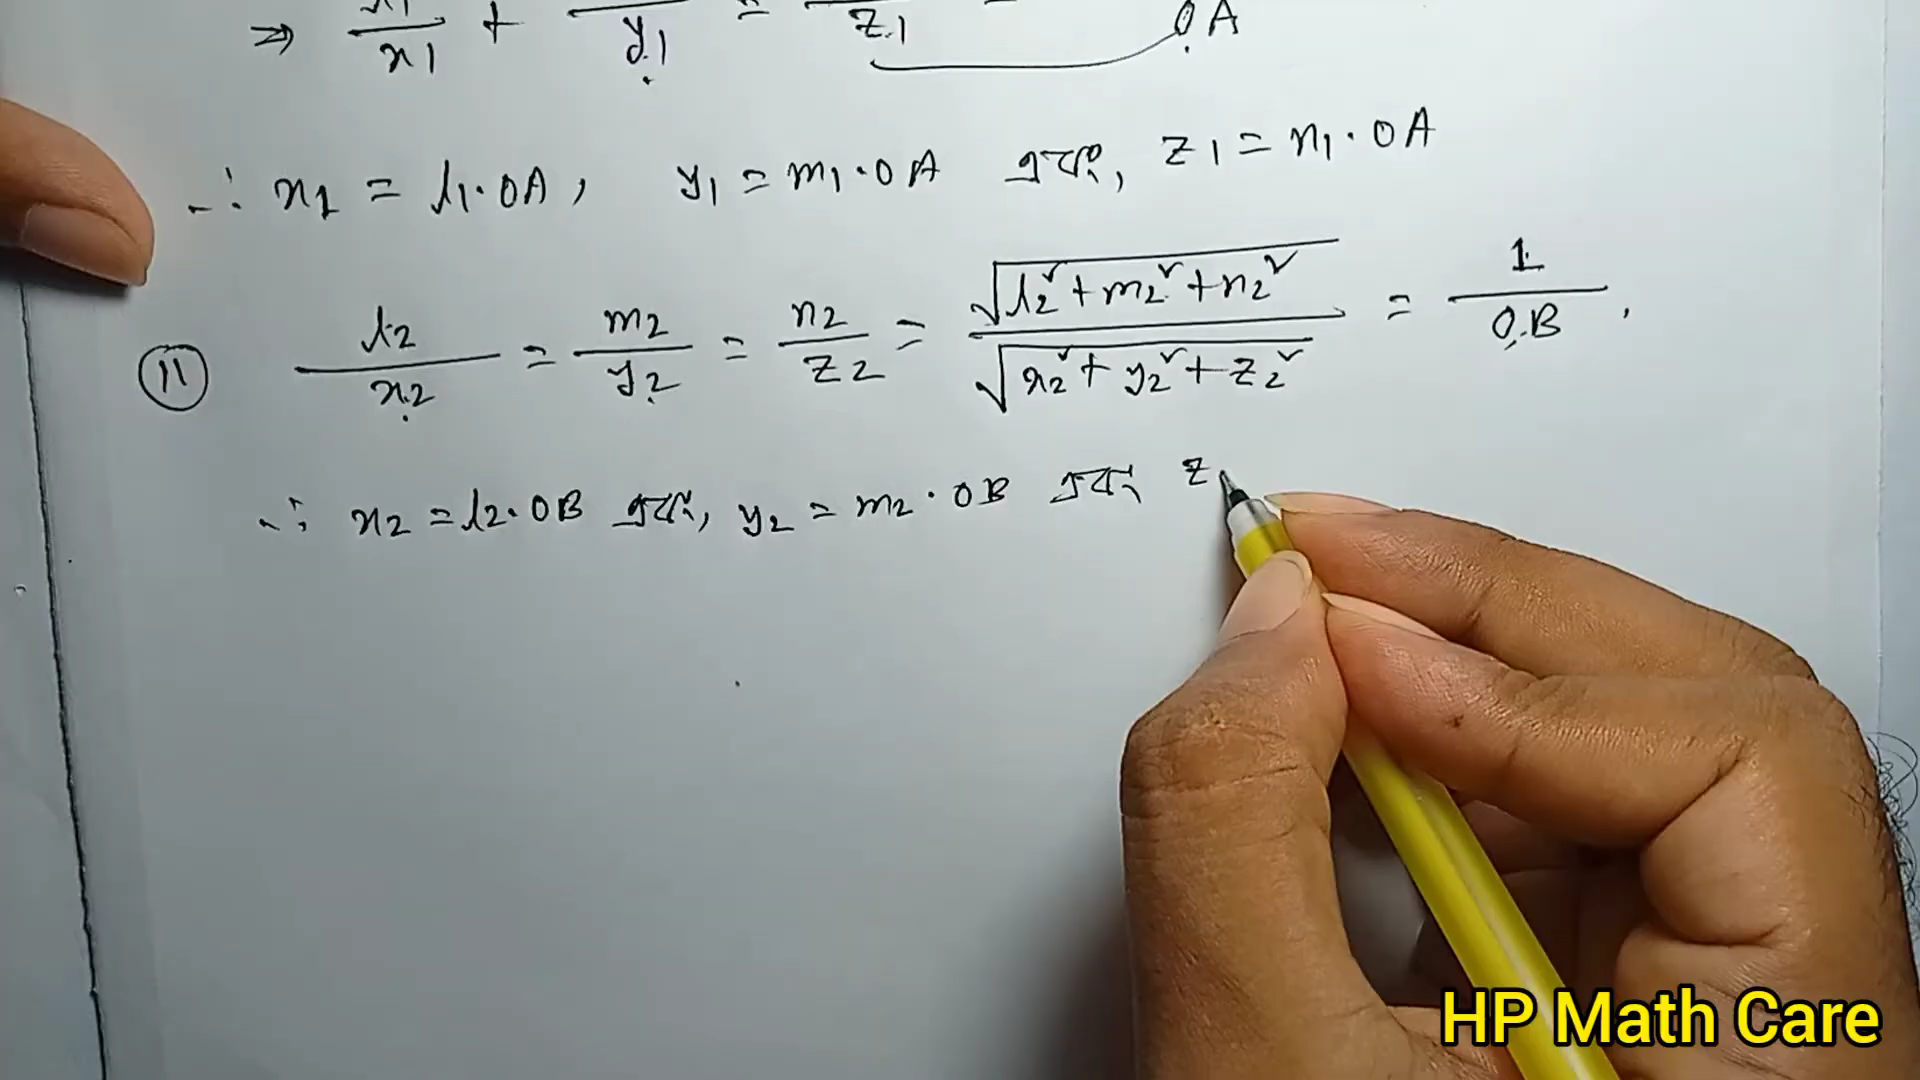 ⇒ l1/x1 + /y1 = /z1 = 0A
∴ x1 = l1·OA, y1 = m1·OA এবং, z1 = n1·OA
(ii) l2/x2 = m2/y2 = n2/z2 = √(l2²+m2²+n2²)/√(x2²+y2²+z2²) = 1/OB.
∴ x2 = l2·OB এবং, y2 = m2·OB এবং z
HP Math Care